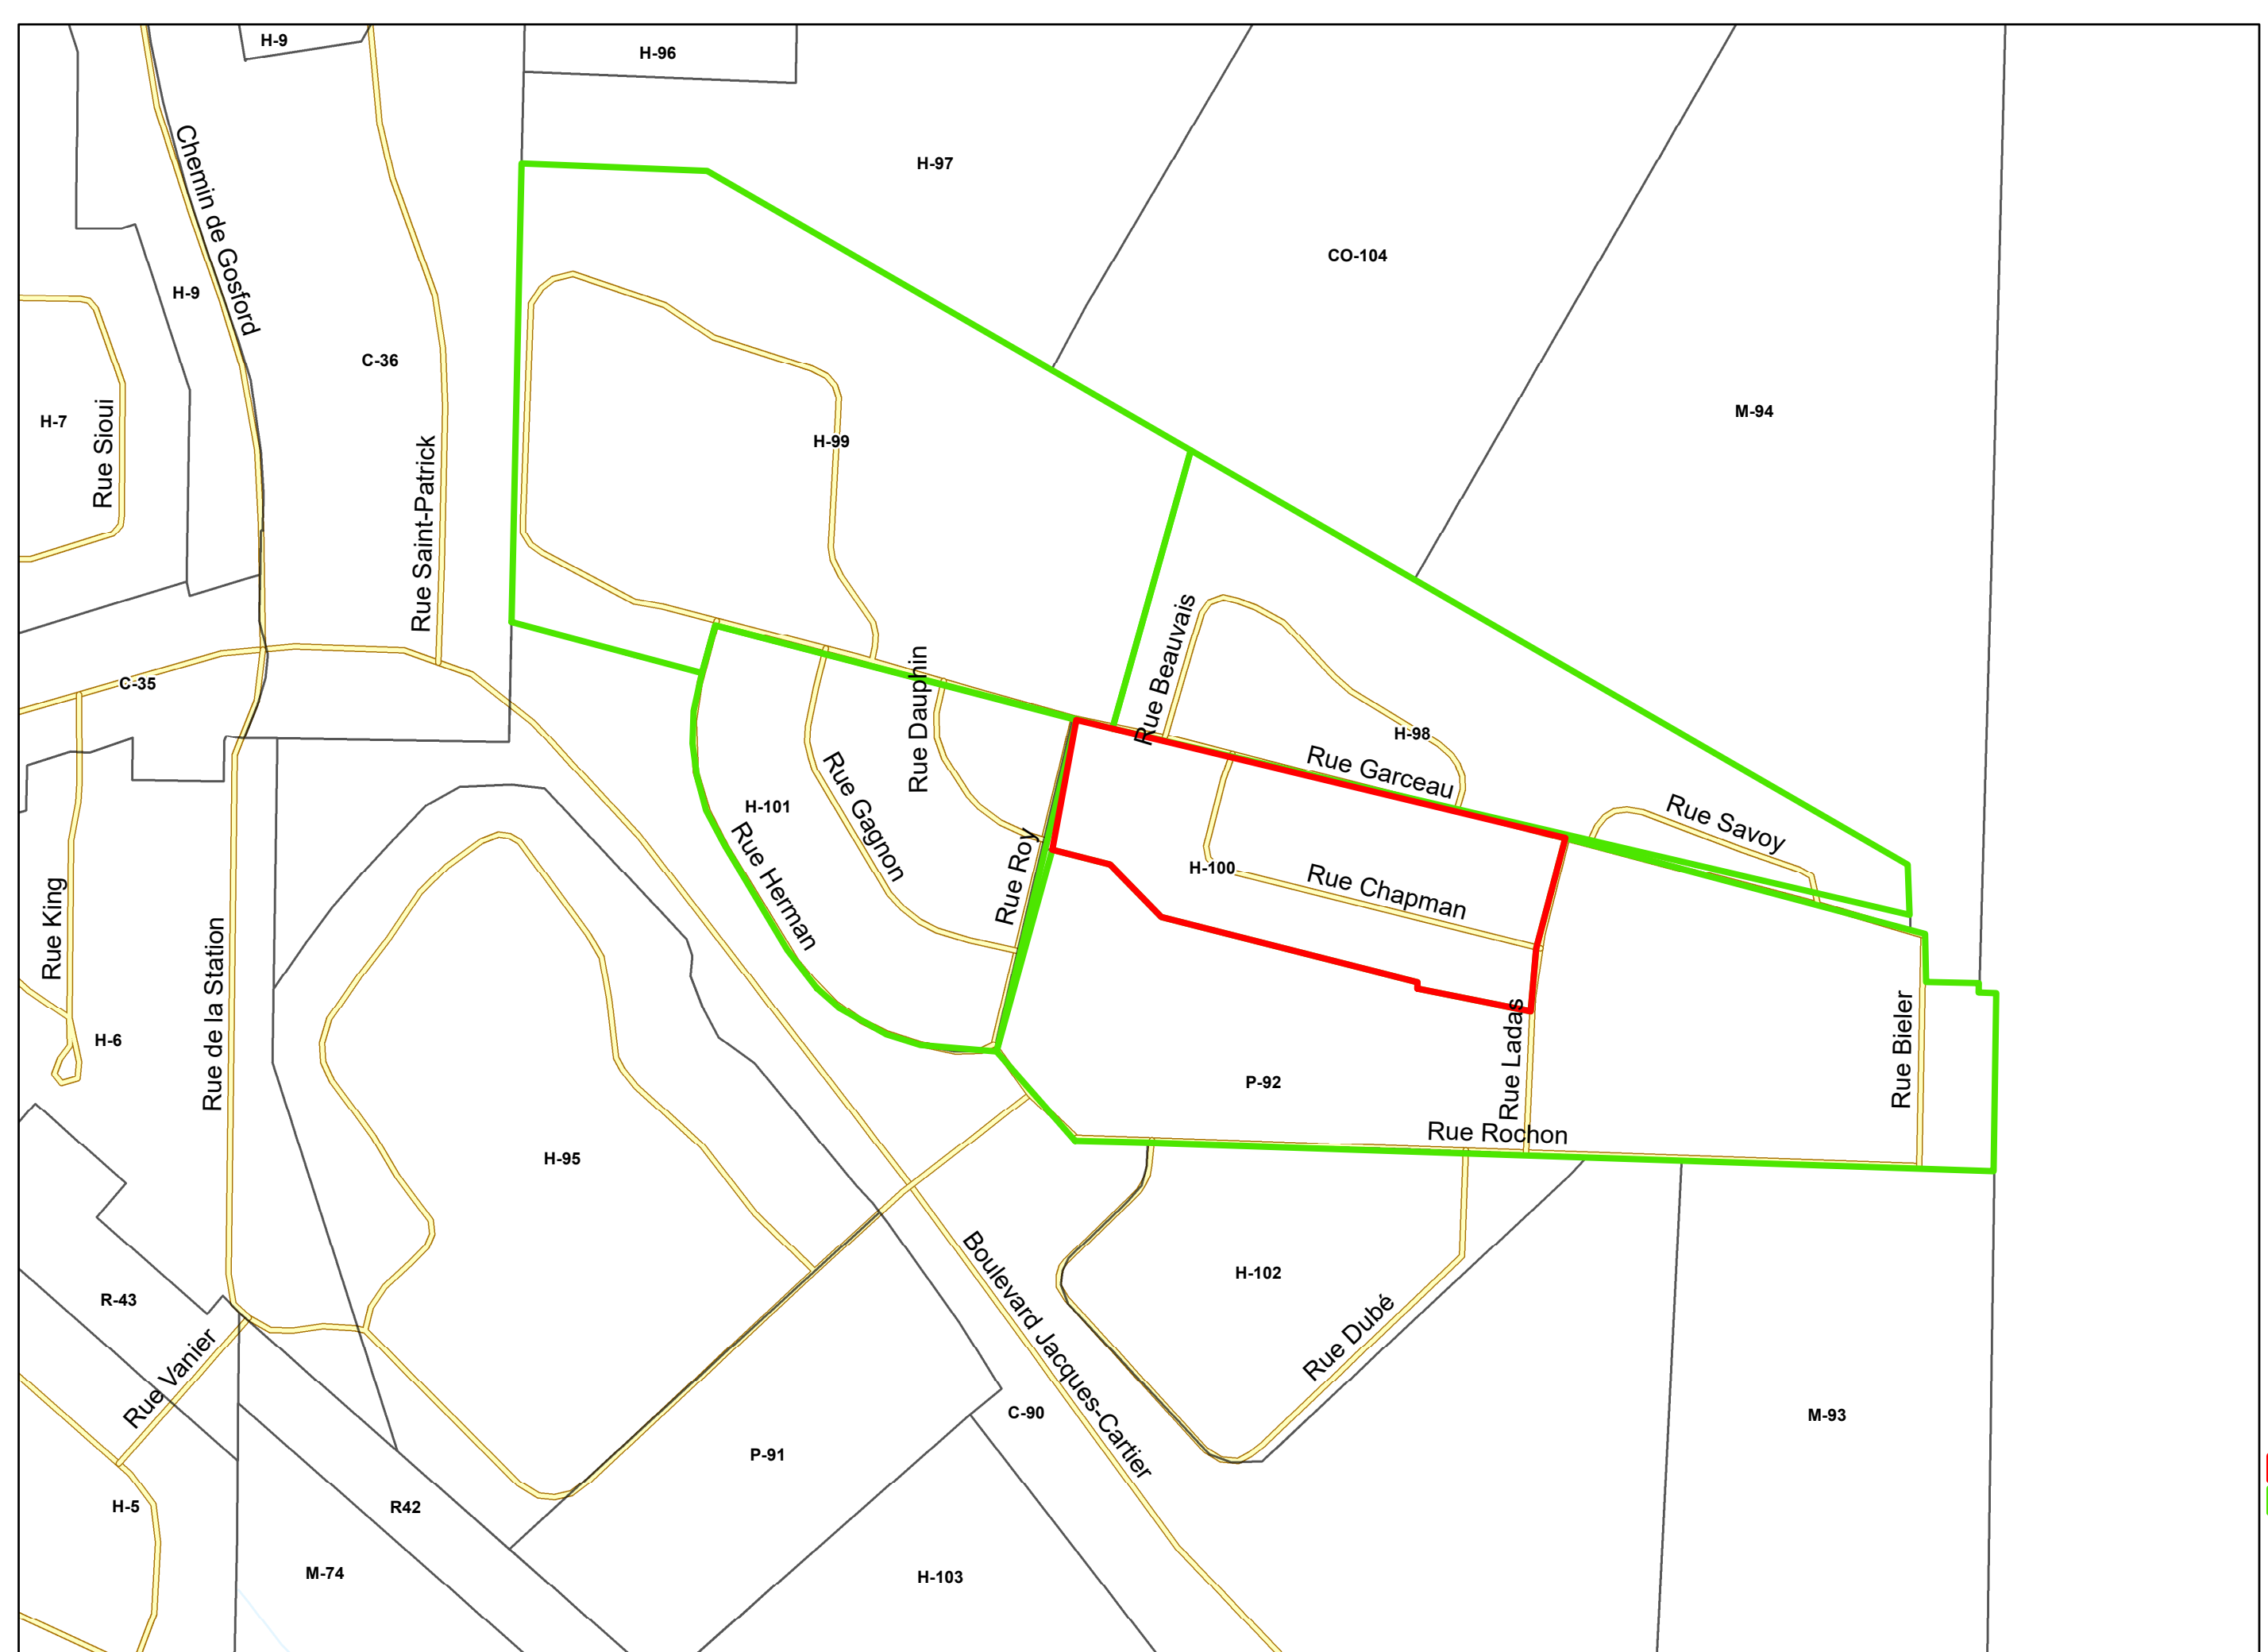 H-9
H-96
Chemin de Gosford
H-97
CO-104
H-9
C-36
M-94
H-7
Rue Sioui
H-99
Rue Saint-Patrick
Rue Beauvais
C-35
Rue Dauphin
H-98
Rue Garceau
H-101
Rue Gagnon
Rue Savoy
Rue Herman
Rue Roy
H-100
Rue Chapman
Rue King
Rue de la Station
H-6
Rue Ladas
Rue Bieler
P-92
Rue Rochon
H-95
H-102
R-43
Rue Vanier
Boulevard Jacques-Cartier
Rue Dubé
C-90
M-93
P-91
H-5
R42
M-74
H-103